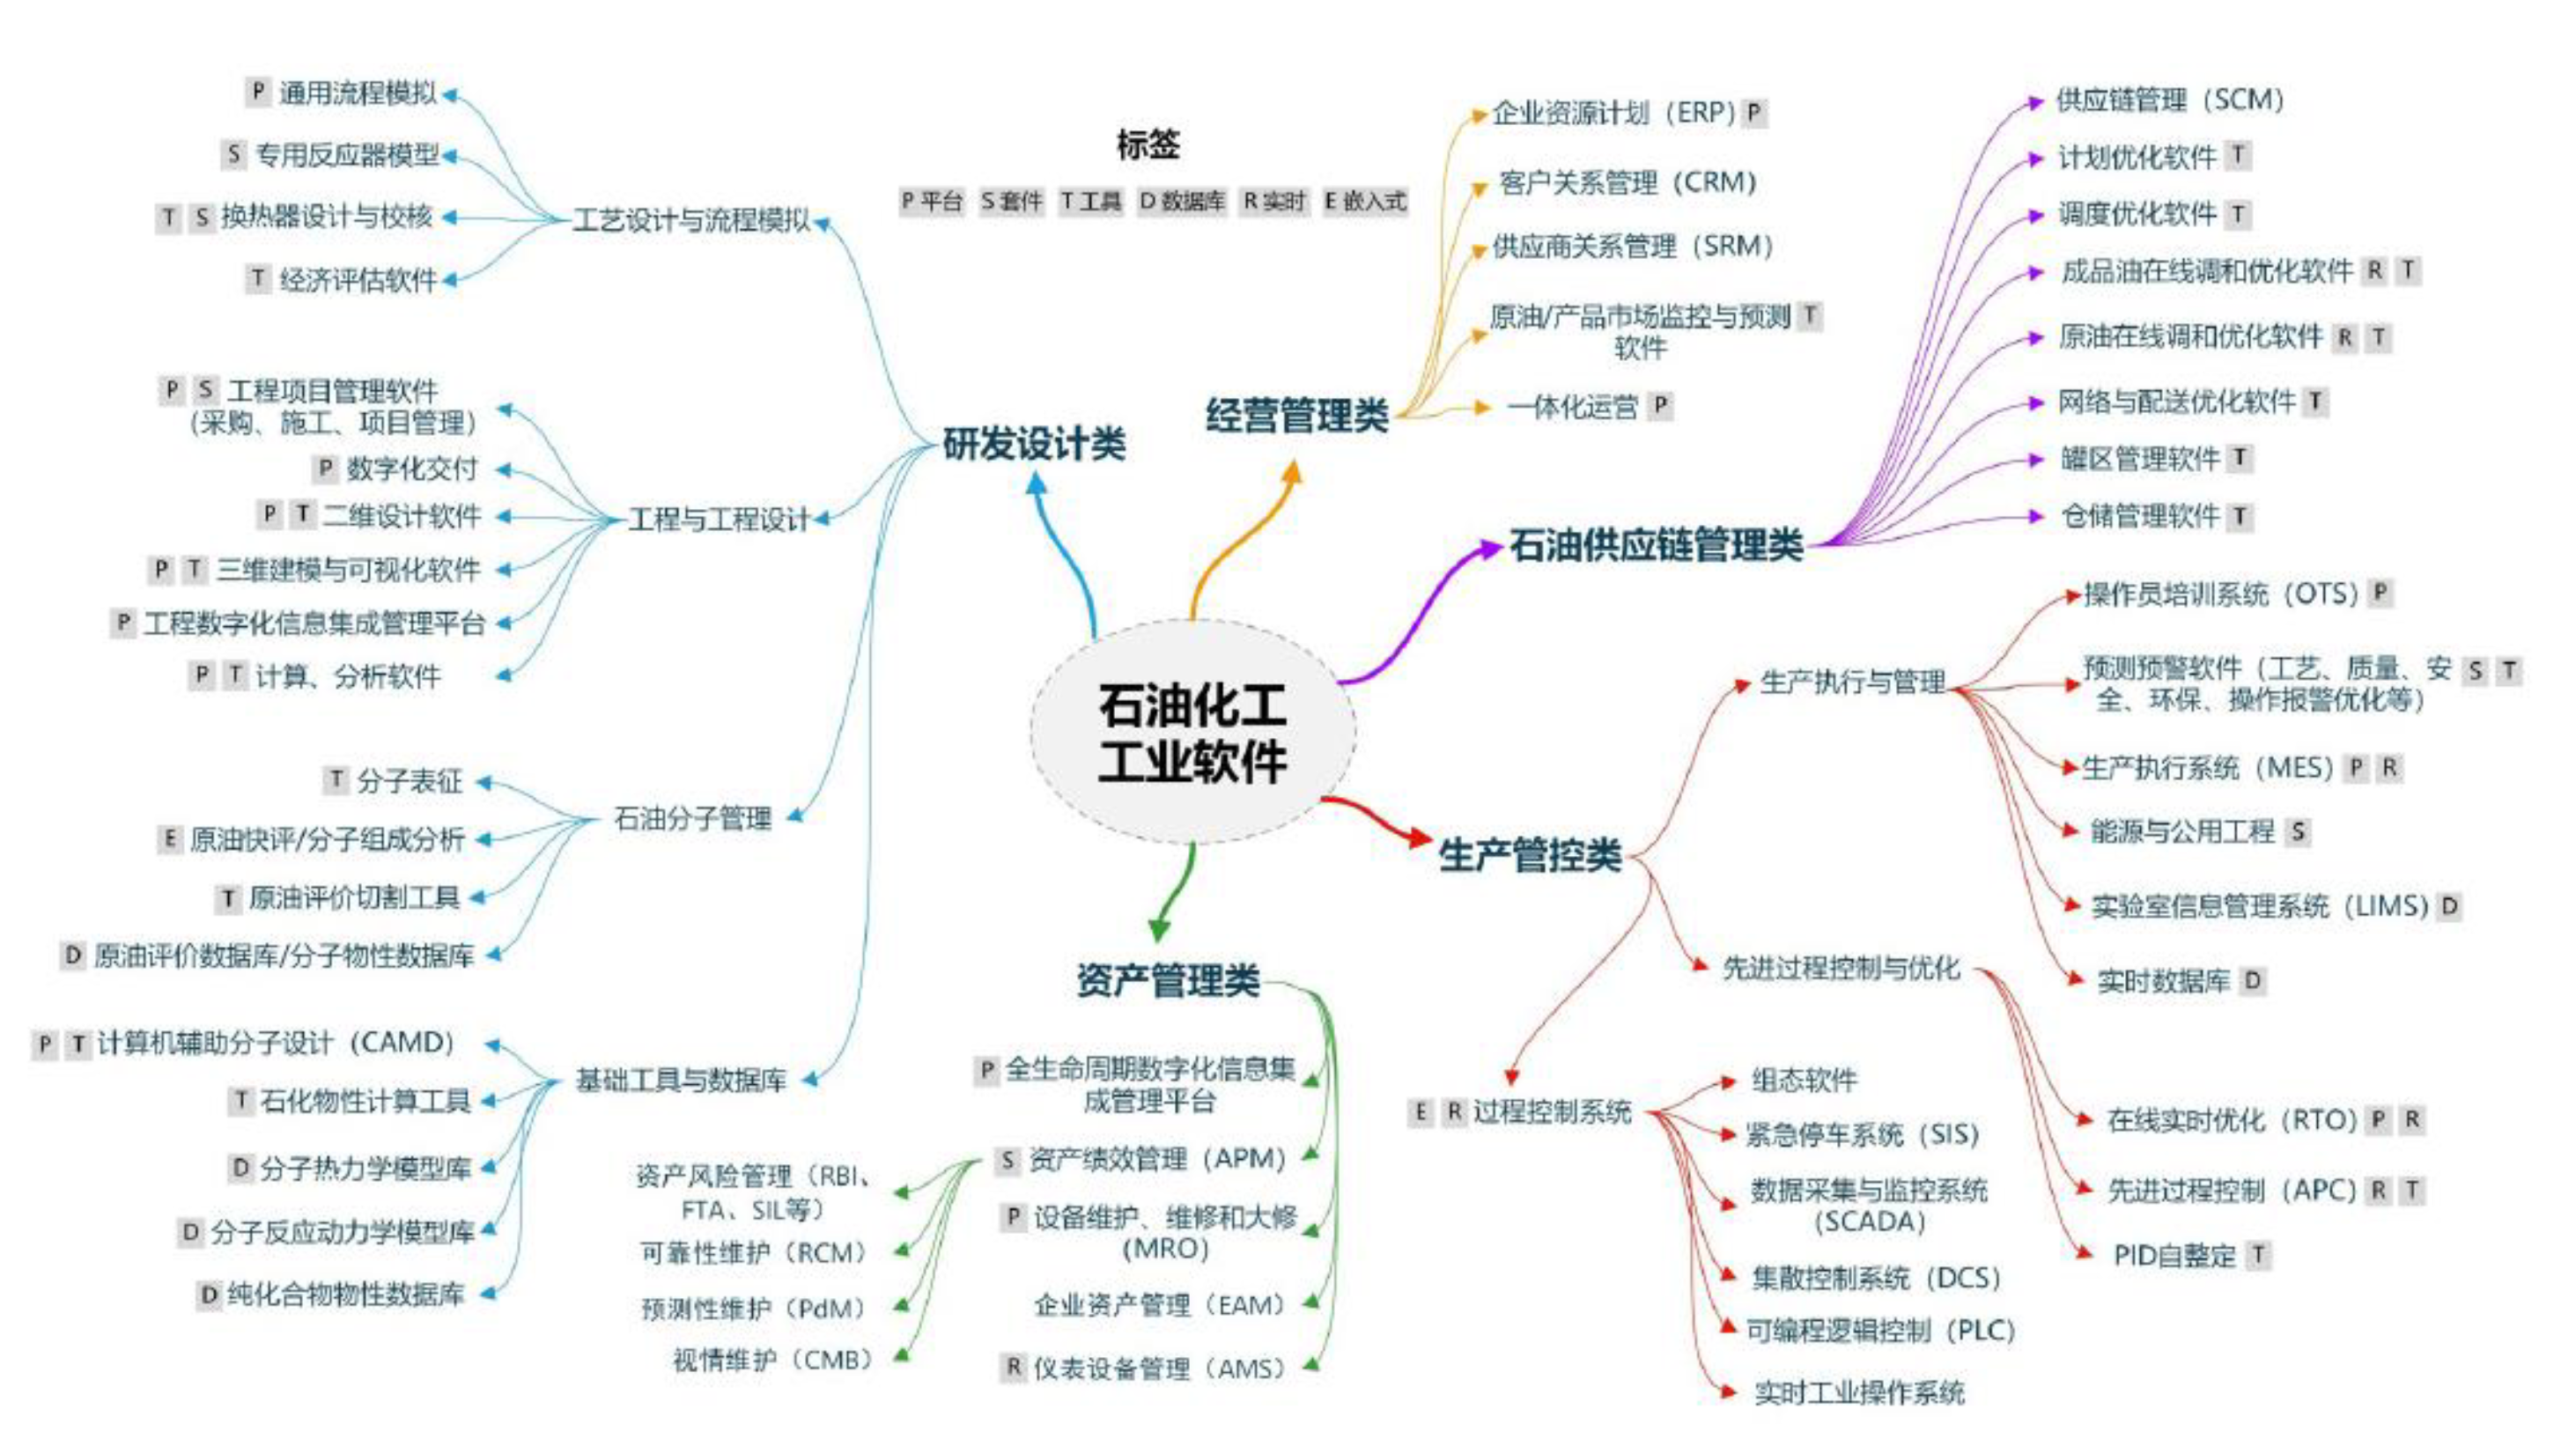 标签
P 平台 S 套件 T 工具 D 数据库 R 实时 E 嵌入式
石油化工
工业软件
研发设计类
工艺设计与流程模拟
P 通用流程模拟
S 专用反应器模型
T S 换热器设计与校核
T 经济评估软件
工程与工程设计
P S 工程项目管理软件
（采购、施工、项目管理）
P 数字化交付
P T 二维设计软件
P T 三维建模与可视化软件
P 工程数字化信息集成管理平台
P T 计算、分析软件
石油分子管理
T 分子表征
E 原油快评/分子组成分析
T 原油评价切割工具
D 原油评价数据库/分子物性数据库
基础工具与数据库
P T 计算机辅助分子设计（CAMD）
T 石化物性计算工具
D 分子热力学模型库
D 分子反应动力学模型库
D 纯化合物物性数据库
经营管理类
企业资源计划（ERP） P
客户关系管理（CRM）
供应商关系管理（SRM）
原油/产品市场监控与预测 T
软件
一体化运营 P
石油供应链管理类
供应链管理（SCM）
计划优化软件 T
调度优化软件 T
成品油在线调和优化软件 R T
原油在线调和优化软件 R T
网络与配送优化软件 T
罐区管理软件 T
仓储管理软件 T
生产管控类
生产执行与管理
操作员培训系统（OTS） P
预测预警软件（工艺、质量、安 S T
全、环保、操作报警优化等）
生产执行系统（MES） P R
能源与公用工程 S
实验室信息管理系统（LIMS） D
实时数据库 D
先进过程控制与优化
在线实时优化（RTO） P R
先进过程控制（APC） R T
PID自整定 T
E R 过程控制系统
组态软件
紧急停车系统（SIS）
数据采集与监控系统
（SCADA）
集散控制系统（DCS）
可编程逻辑控制（PLC）
实时工业操作系统
资产管理类
P 全生命周期数字化信息集
成管理平台
S 资产绩效管理（APM）
资产风险管理（RBI、
FTA、SIL等）
可靠性维护（RCM）
预测性维护（PdM）
视情维护（CMB）
P 设备维护、维修和大修
（MRO）
企业资产管理（EAM）
R 仪表设备管理（AMS）